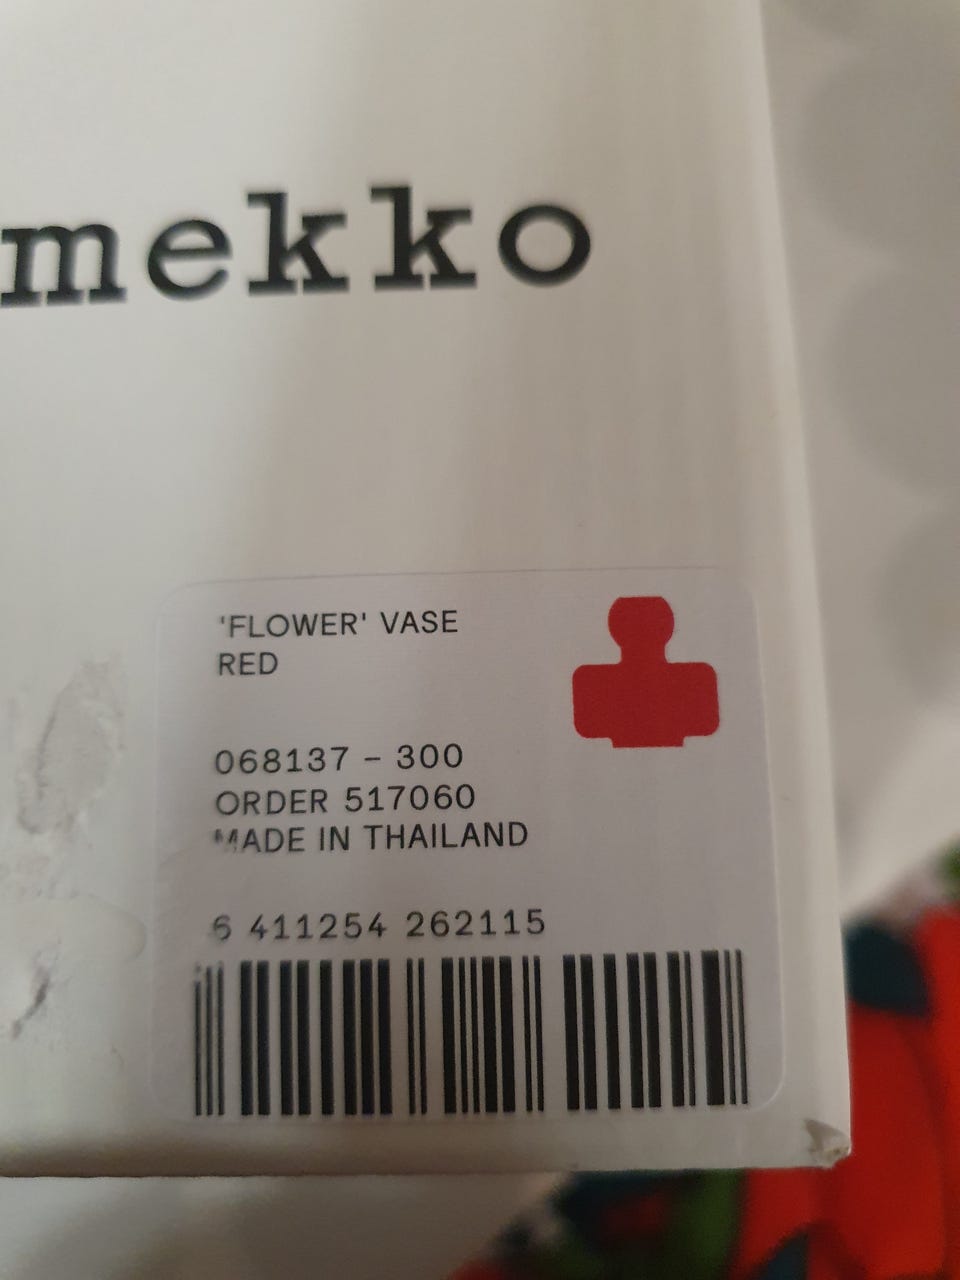 mekko
'FLOWER' VASE
RED
068137 - 300
ORDER 517060
MADE IN THAILAND
6 411254 262115